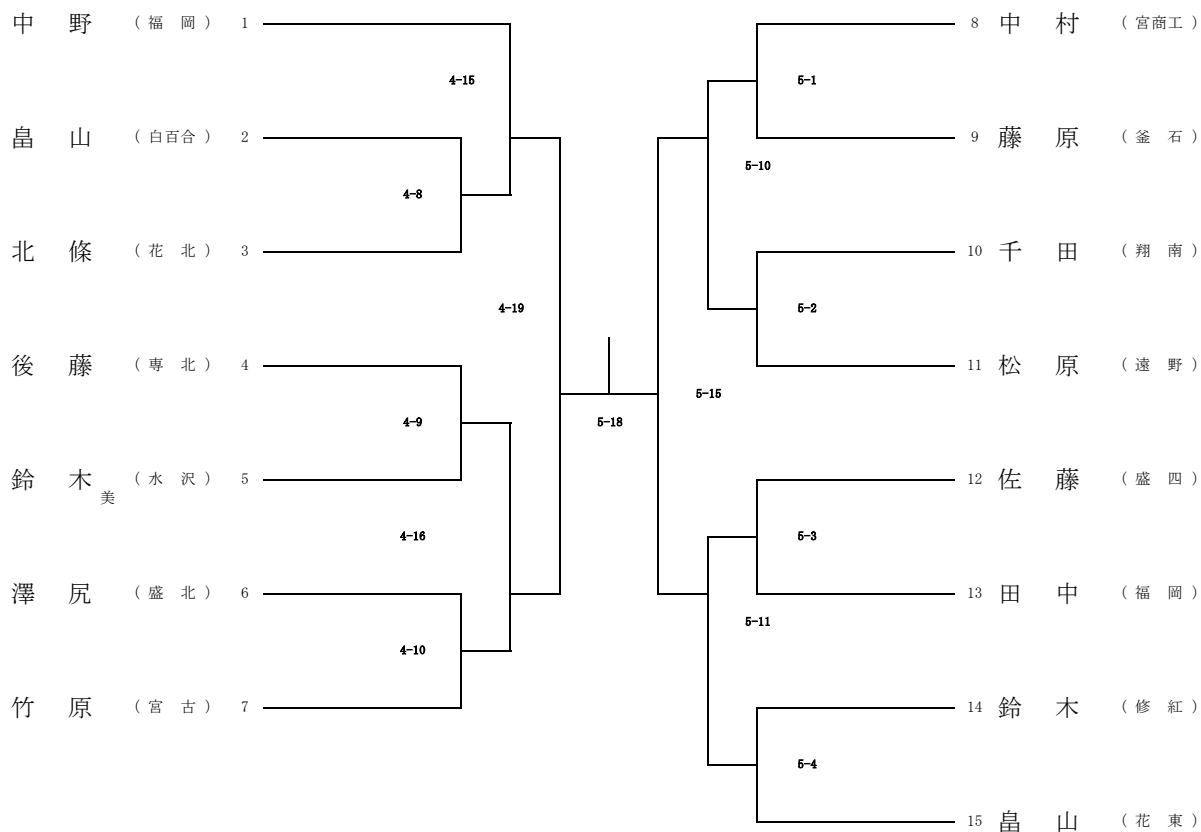 中 野 ( 福 岡 ) 1
4-15
畠 山 ( 白百合 ) 2
4-8
北 條 ( 花 北 ) 3
4-19
後 藤 ( 専 北 ) 4
4-9
鈴 木 美 ( 水 沢 ) 5
4-16
澤 尻 ( 盛 北 ) 6
4-10
竹 原 ( 宮 古 ) 7
5-18
8 中 村 ( 宮商工 )
5-1
9 藤 原 ( 釜 石 )
5-10
10 千 田 ( 翔 南 )
5-2
11 松 原 ( 遠 野 )
5-15
12 佐 藤 ( 盛 四 )
5-3
13 田 中 ( 福 岡 )
5-11
14 鈴 木 ( 修 紅 )
5-4
15 畠 山 ( 花 東 )